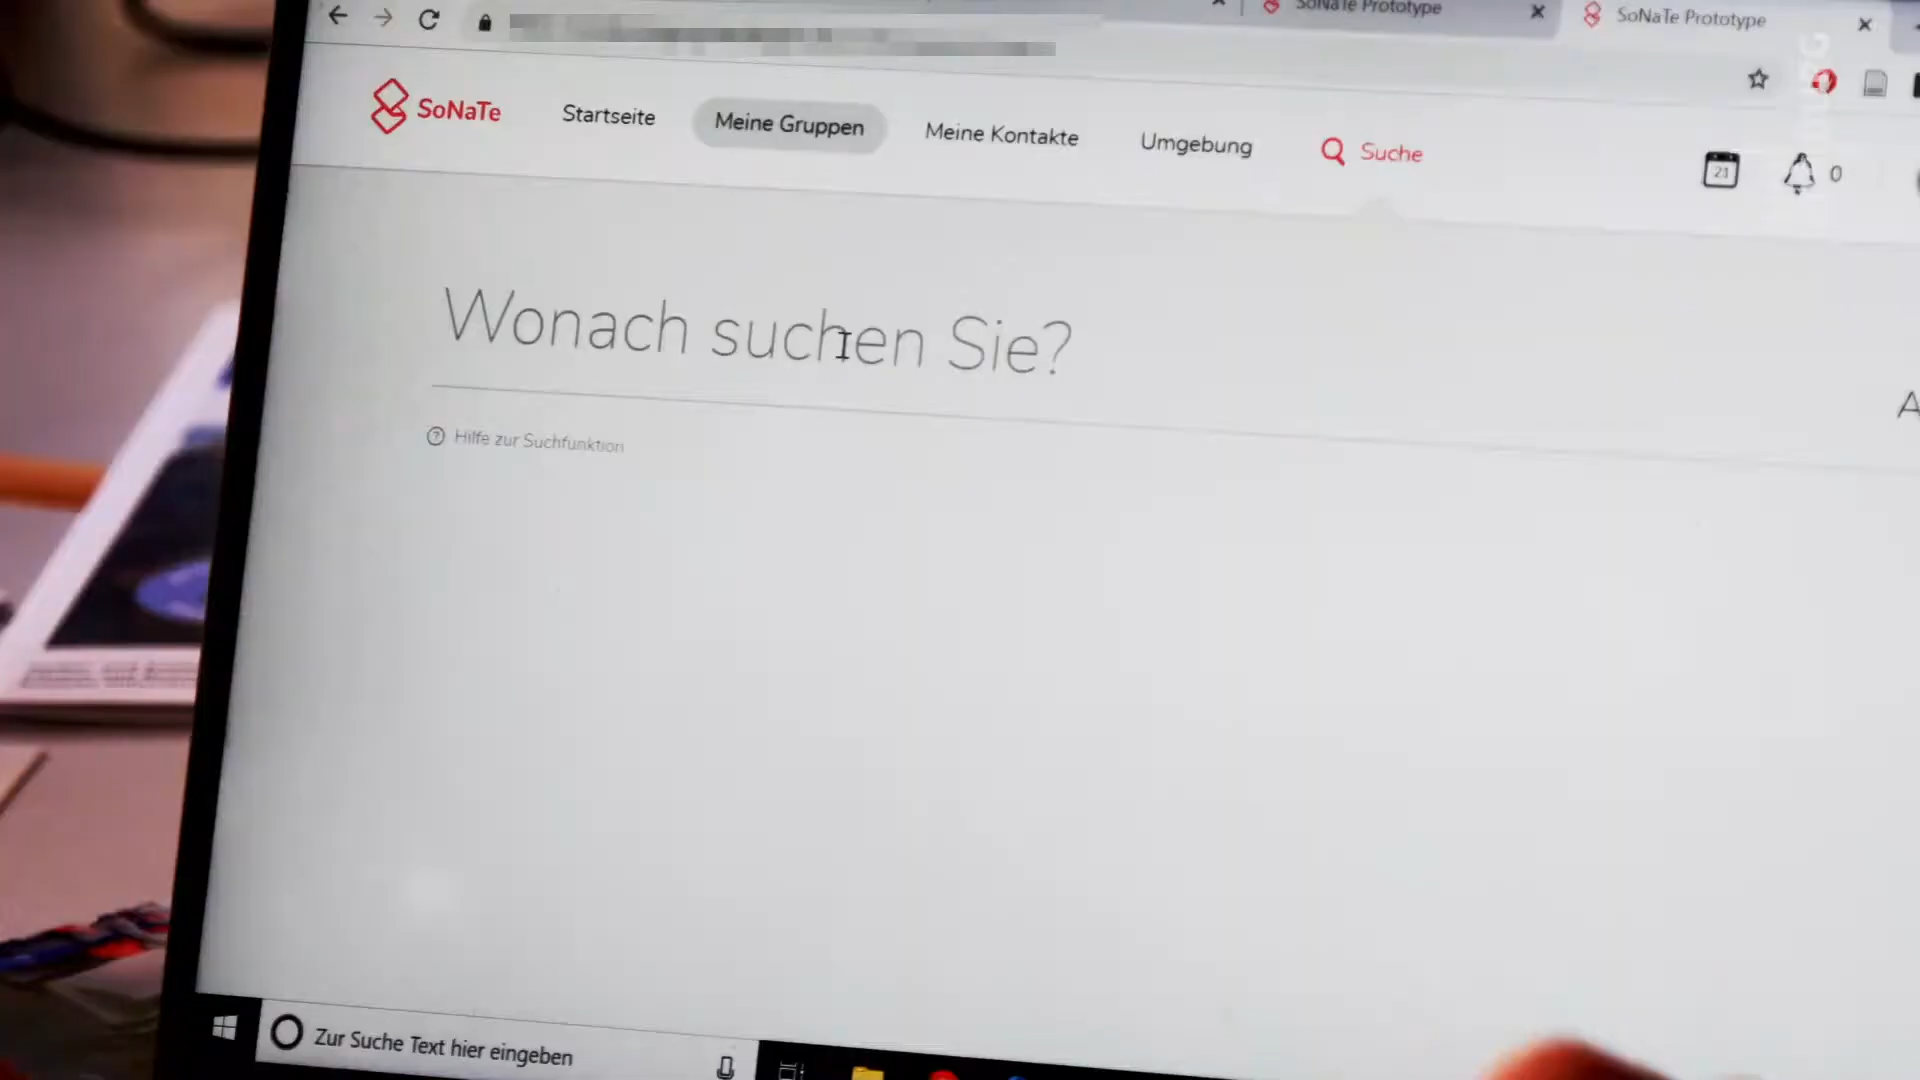 SoNaTe Prototype
SoNaTe Prototype
SoNaTe
Startseite
Meine Gruppen
Meine Kontakte
Umgebung
Suche
21
0
Wonach suchen Sie?
Hilfe zur Suchfunktion
Zur Suche Text hier eingeben